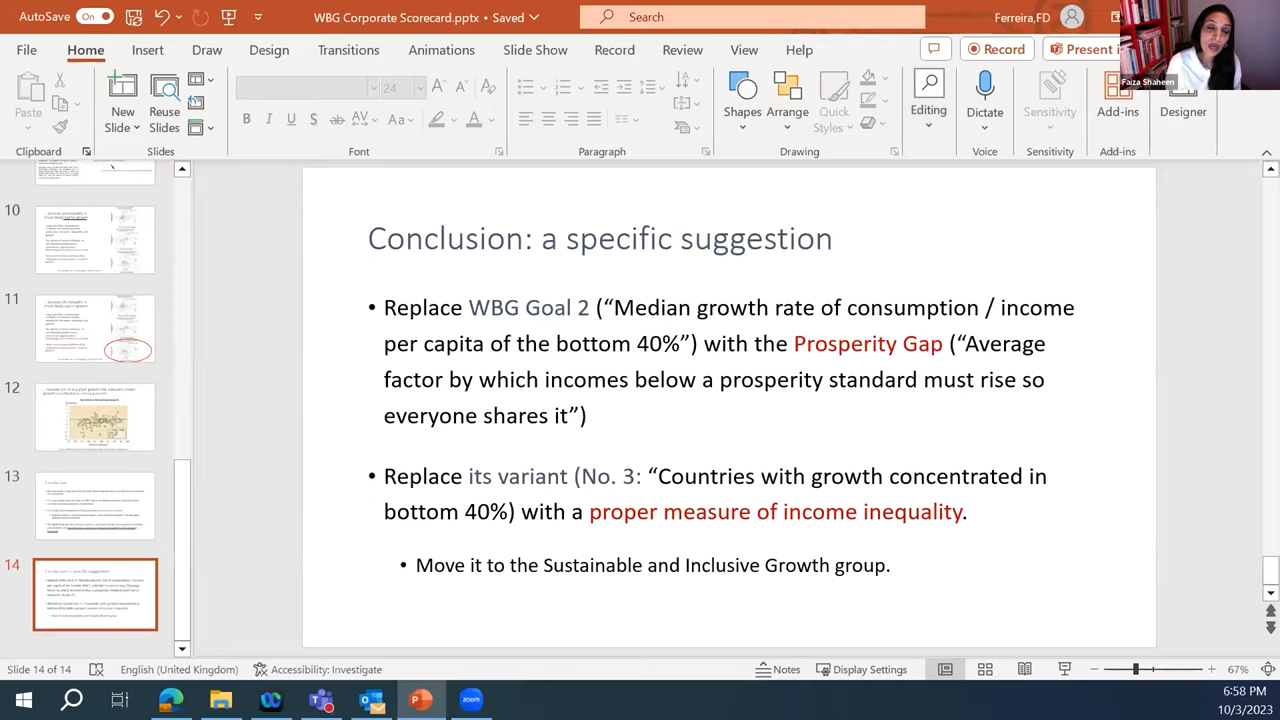 AutoSave On WBG Corporate Scorecard.pptx • Saved Search Ferreira,FD
File Home Insert Draw Design Transitions Animations Slide Show Record Review View Help Record Present i
Faiza Shaheen
Paste New Slide Reuse Slides Shapes Arrange Quick Styles Editing Dictate Sensitivity Add-ins Designer
Clipboard Slides Font Paragraph Drawing Voice Sensitivity Add-ins
10
11
12
13
14
Conclusion: a specific suggestion
• Replace WBG Goal 2 (“Median growth rate of consumption / income
per capita of the bottom 40%”) with th Prosperity Gap (“Average
factor by which incomes below a prosprity standard must rise so
everyone shares it”)
• Replace its variant (No. 3: “Countries with growth concentrated in
bottom 40%) with a proper measure of income inequality.
• Move it into the Sustainable and Inclusive Growth group.
Slide 14 of 14 English (United Kingdom) Accessibility: Investigate Notes Display Settings 67%
zoom
6:58 PM
10/3/2023